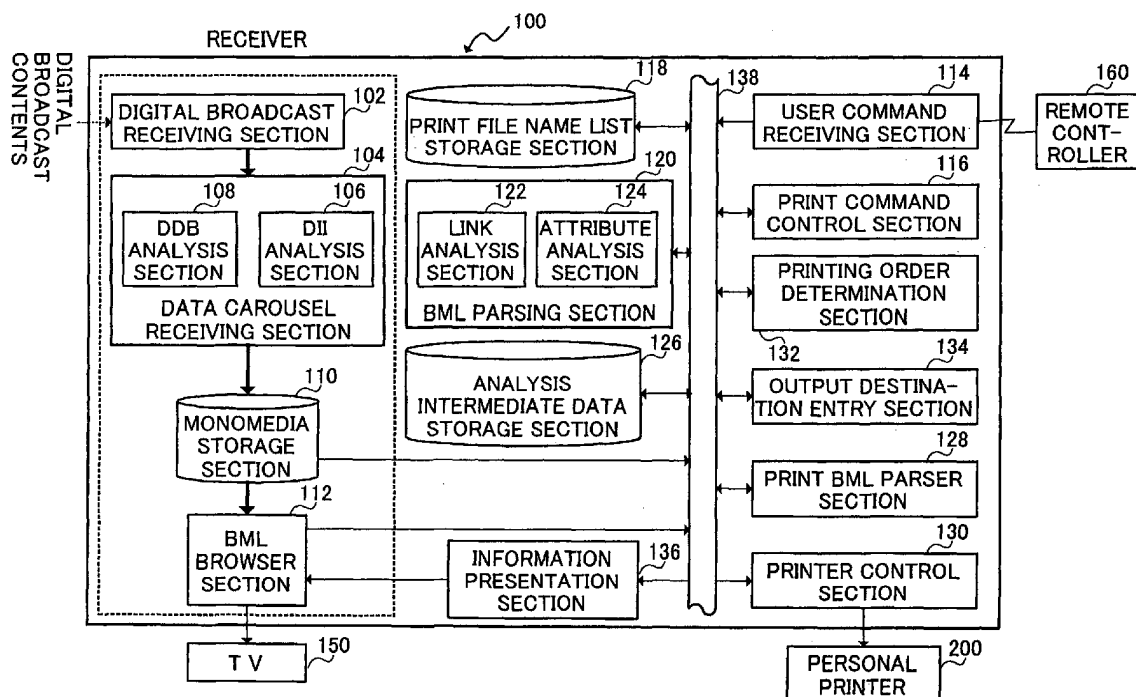 RECEIVER
100
DIGITAL
BROADCAST
CONTENTS
102
DIGITAL BROADCAST
RECEIVING SECTION
104
108
DDB
ANALYSIS
SECTION
106
DII
ANALYSIS
SECTION
DATA CAROUSEL
RECEIVING SECTION
110
MONOMEDIA
STORAGE
SECTION
112
BML
BROWSER
SECTION
TV
150
118
PRINT FILE NAME LIST
STORAGE SECTION
120
122
LINK
ANALYSIS
SECTION
124
ATTRIBUTE
ANALYSIS
SECTION
BML PARSING SECTION
126
ANALYSIS
INTERMEDIATE DATA
STORAGE SECTION
136
INFORMATION
PRESENTATION
SECTION
138
114
USER COMMAND
RECEIVING SECTION
160
REMOTE
CONT-
ROLLER
116
PRINT COMMAND
CONTROL SECTION
PRINTING ORDER
DETERMINATION
SECTION
132
134
OUTPUT DESTINA-
TION ENTRY SECTION
128
PRINT BML PARSER
SECTION
130
PRINTER CONTROL
SECTION
200
PERSONAL
PRINTER